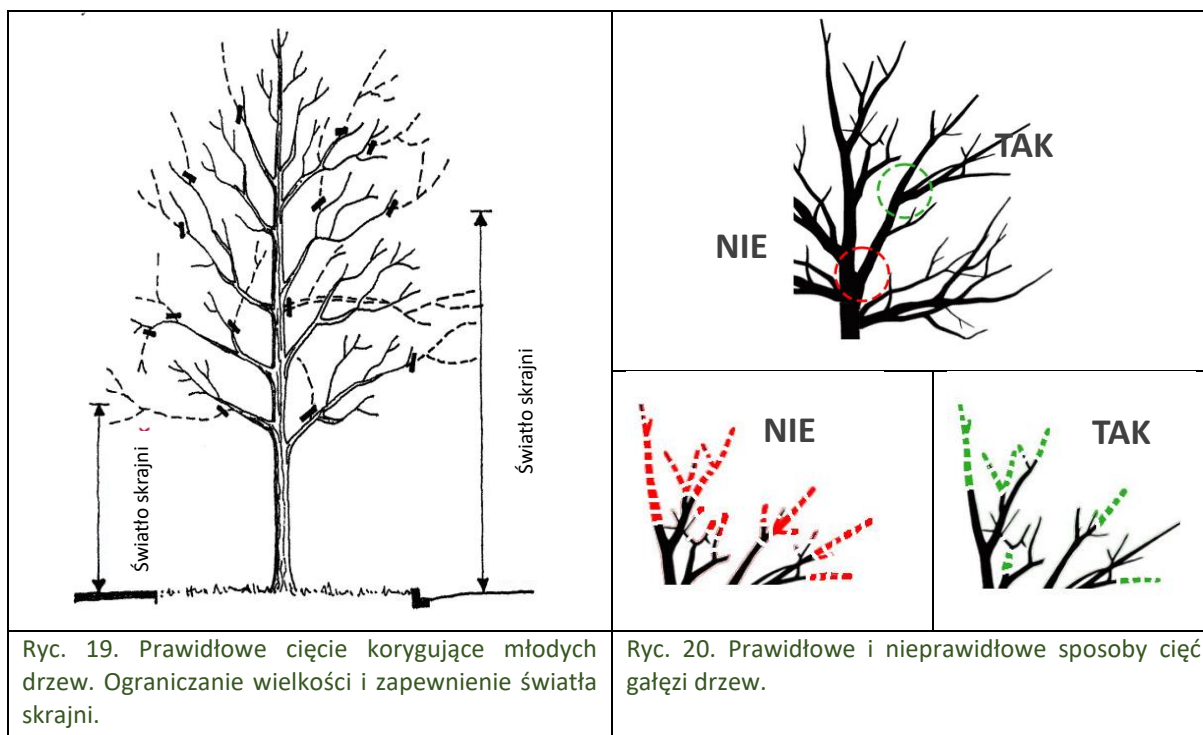 Światło skrajni
Światło skrajni
TAK
NIE
NIE
TAK
Ryc. 19. Prawidłowe cięcie korygujące młodych
drzew. Ograniczanie wielkości i zapewnienie światła
skrajni.
Ryc. 20. Prawidłowe i nieprawidłowe sposoby cięć
gałęzi drzew.